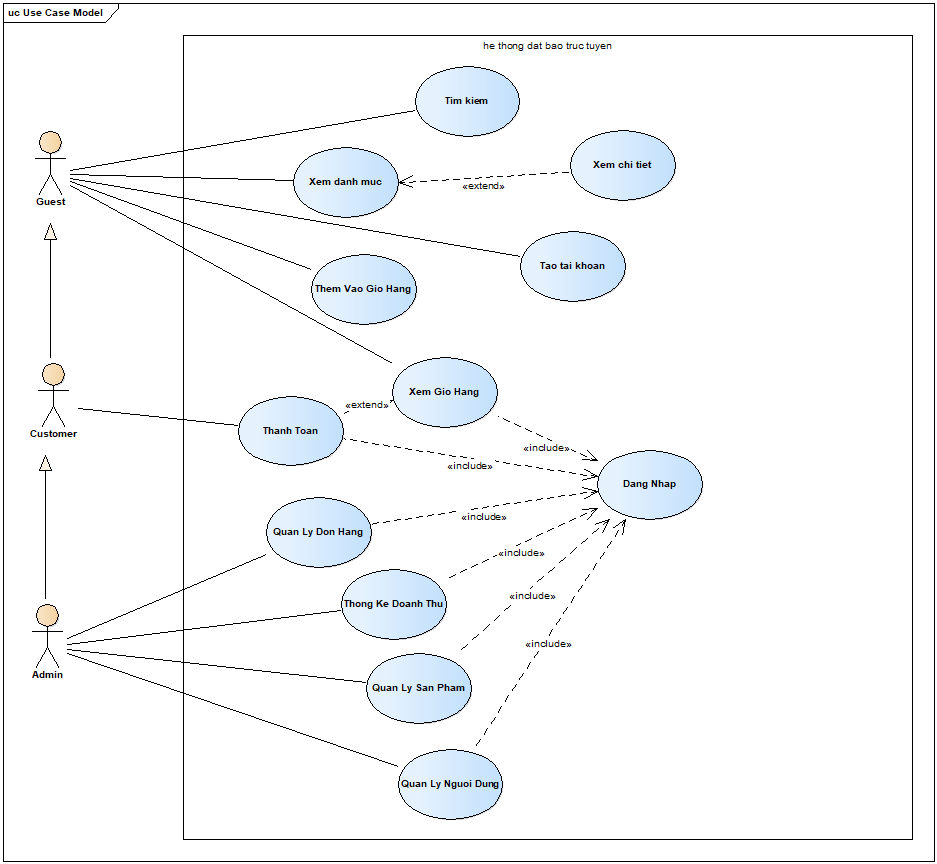 uc Use Case Model
he thong dat bao truc tuyen
Tim kiem
Xem chi tiet
Xem danh muc
«extend»
Guest
Tao tai khoan
Them Vao Gio Hang
Xem Gio Hang
«extend»
Customer
Thanh Toan
«include»
«include»
Dang Nhap
«include»
Quan Ly Don Hang
«include»
Thong Ke Doanh Thu
«include»
«include»
Admin
Quan Ly San Pham
Quan Ly Nguoi Dung